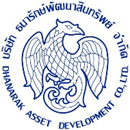 บริษัท ธนารักษ์พัฒนาสินทรัพย์ จำกัด
DHANARAK ASSET DEVELOPMENT CO.,LTD.